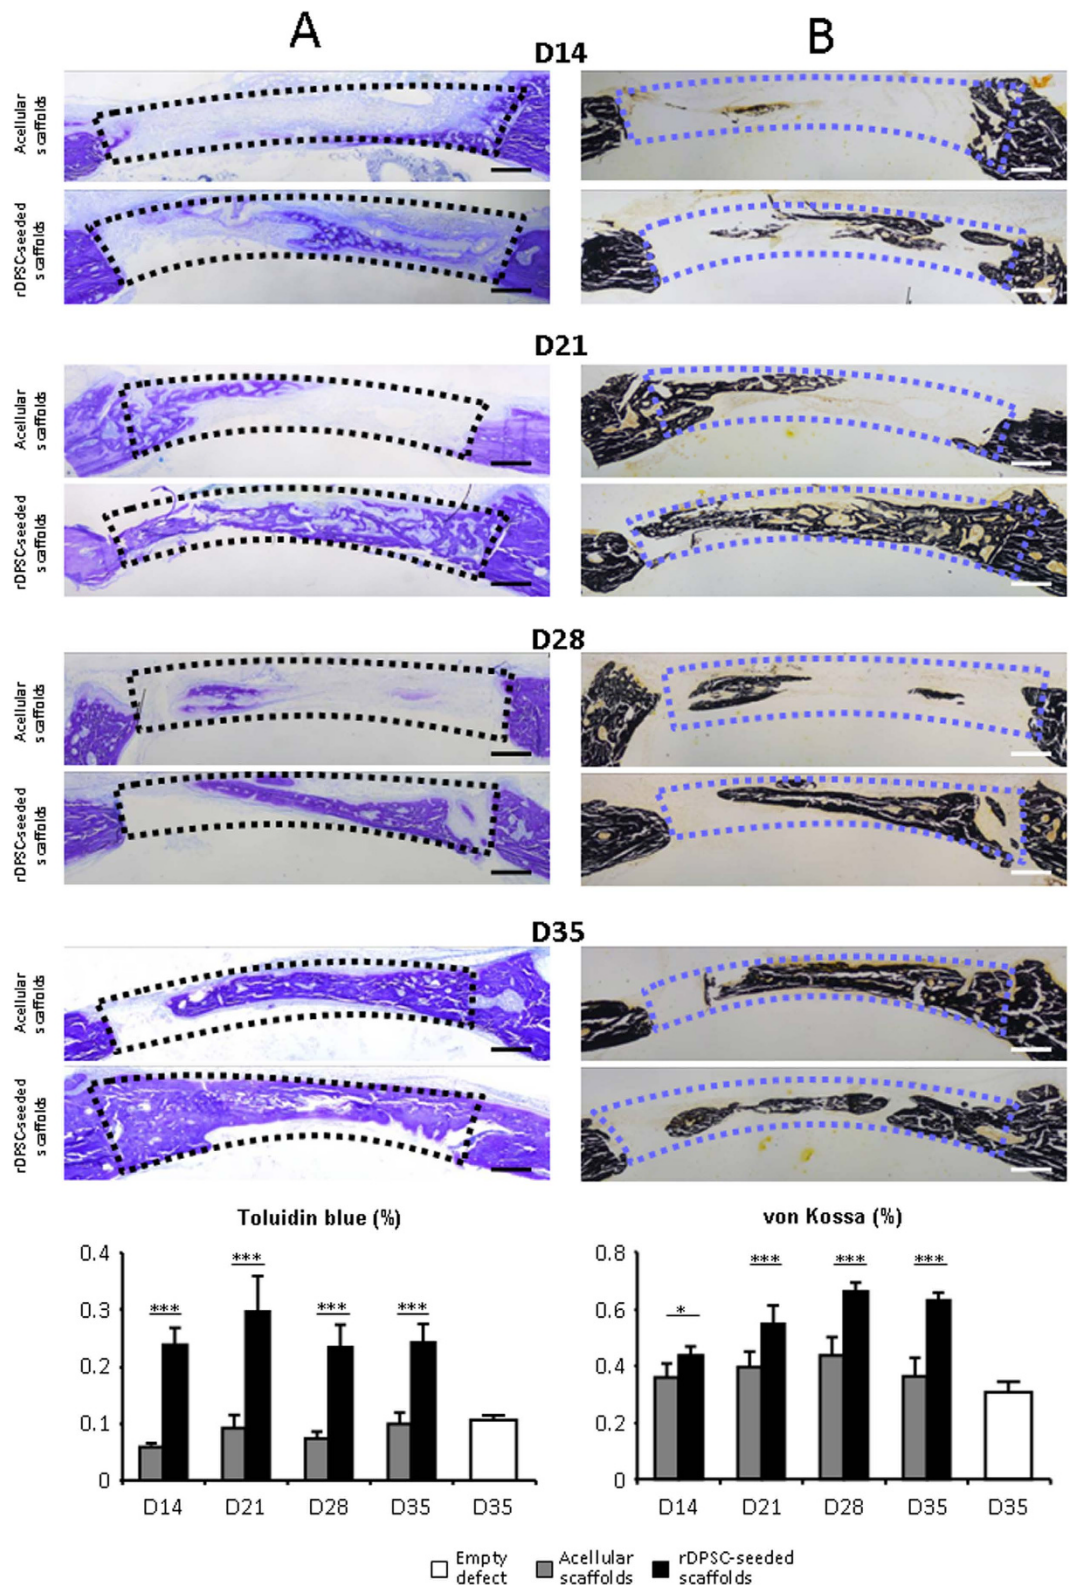 A
B
D14
Acellular
scaffolds
rDPSC-seeded
scaffolds
D21
Acellular
scaffolds
rDPSC-seeded
scaffolds
D28
Acellular
scaffolds
rDPSC-seeded
scaffolds
D35
Acellular
scaffolds
rDPSC-seeded
scaffolds
Toluidin blue (%)
0.4
0.3
0.2
0.1
0
***
***
***
***
D14 D21 D28 D35 D35
von Kossa (%)
0.8
0.6
0.4
0.2
0
*
***
***
***
D14 D21 D28 D35 D35
Empty
defect
Acellular
scaffolds
rDPSC-seeded
scaffolds